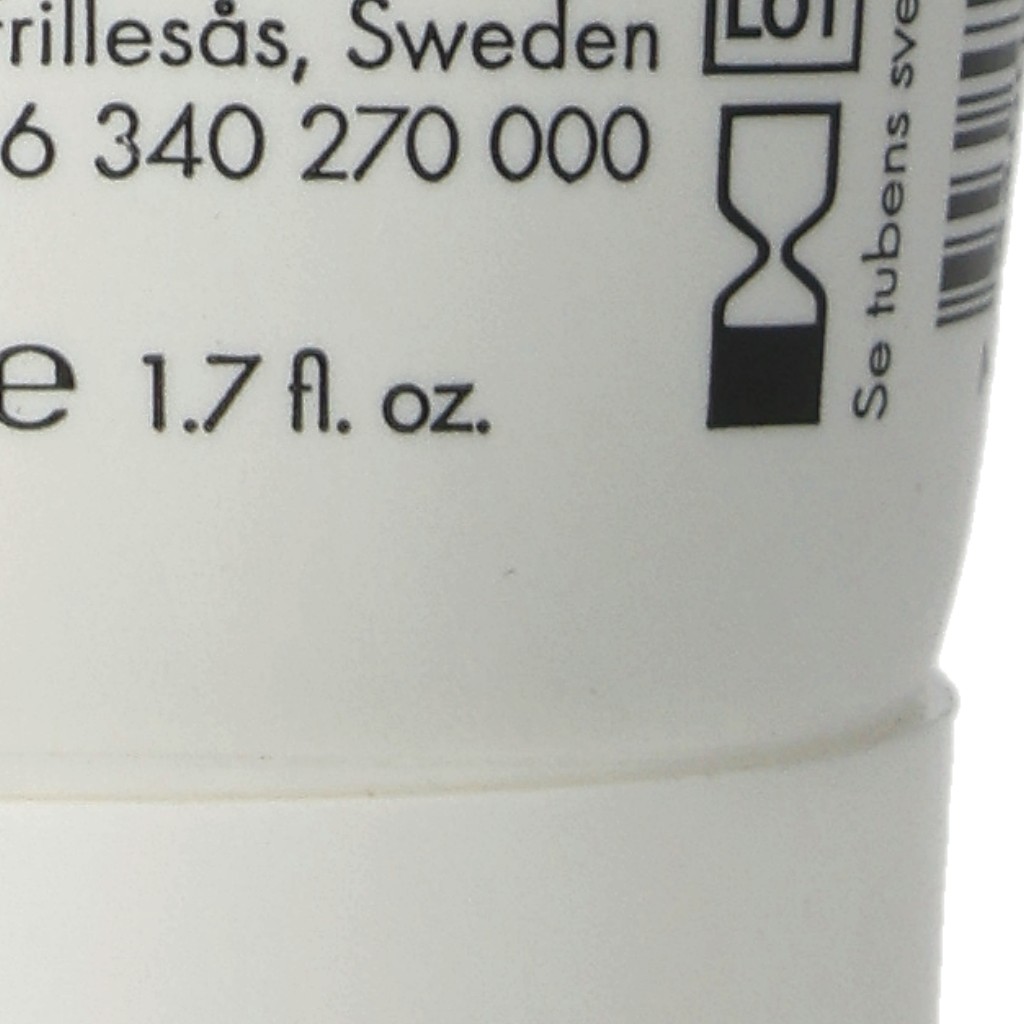 rillesås, Sweden
6 340 270 000
e 1.7 fl. oz.
LOT
Se tubens sve